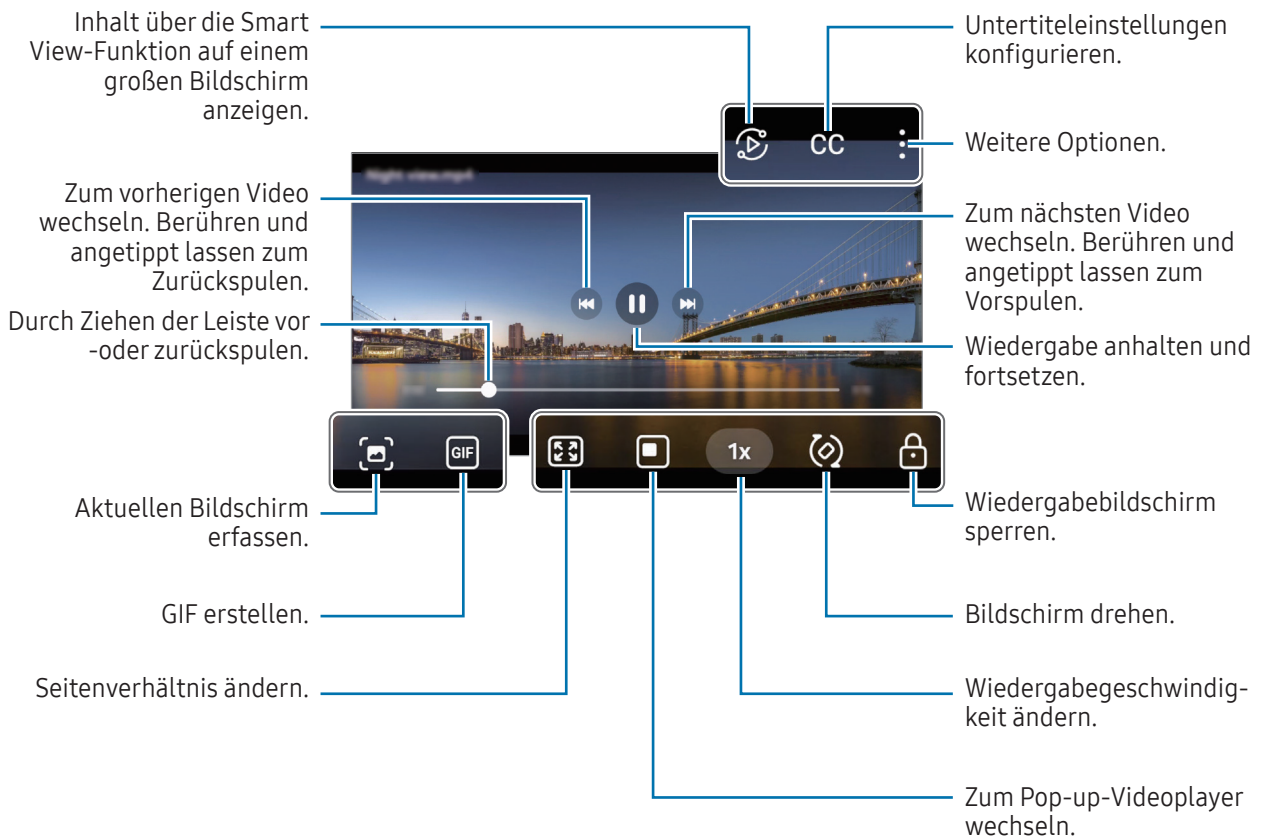 Inhalt über die Smart
View-Funktion auf einem
großen Bildschirm
anzeigen.
Untertiteleinstellungen
konfigurieren.
CC
Weitere Optionen.
Zum vorherigen Video
wechseln. Berühren und
angetippt lassen zum
Zurückspulen.
Zum nächsten Video
wechseln. Berühren und
angetippt lassen zum
Vorspulen.
Durch Ziehen der Leiste vor
-oder zurückspulen.
Wiedergabe anhalten und
fortsetzen.
GIF
1x
Aktuellen Bildschirm
erfassen.
Wiedergabebildschirm
sperren.
GIF erstellen.
Bildschirm drehen.
Seitenverhältnis ändern.
Wiedergabegeschwindig-
keit ändern.
Zum Pop-up-Videoplayer
wechseln.